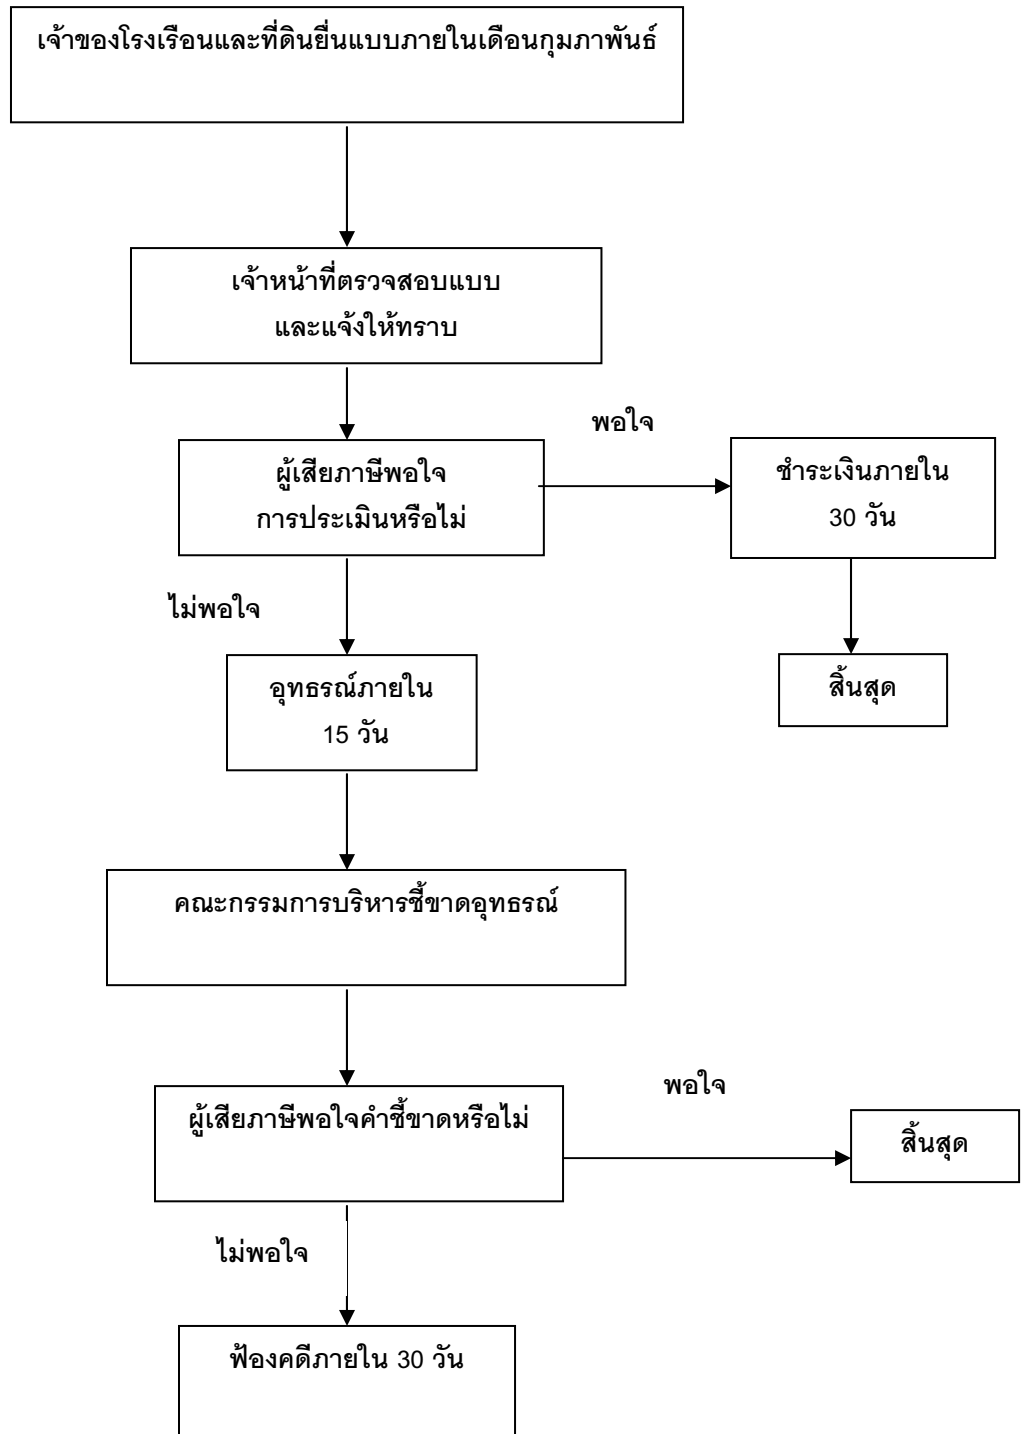 เจ้าของโรงเรือนและที่ดินยื่นแบบภายในเดือนกุมภาพันธ์
เจ้าหน้าที่ตรวจสอบแบบ
และแจ้งให้ทราบ
พอใจ
ผู้เสียภาษีพอใจ
การประเมินหรือไม่
ชำระเงินภายใน
30 วัน
ไม่พอใจ
อุทธรณ์ภายใน
15 วัน
สิ้นสุด
คณะกรรมการบริหารชี้ขาดอุทธรณ์
พอใจ
ผู้เสียภาษีพอใจคำชี้ขาดหรือไม่
สิ้นสุด
ไม่พอใจ
ฟ้องคดีภายใน 30 วัน